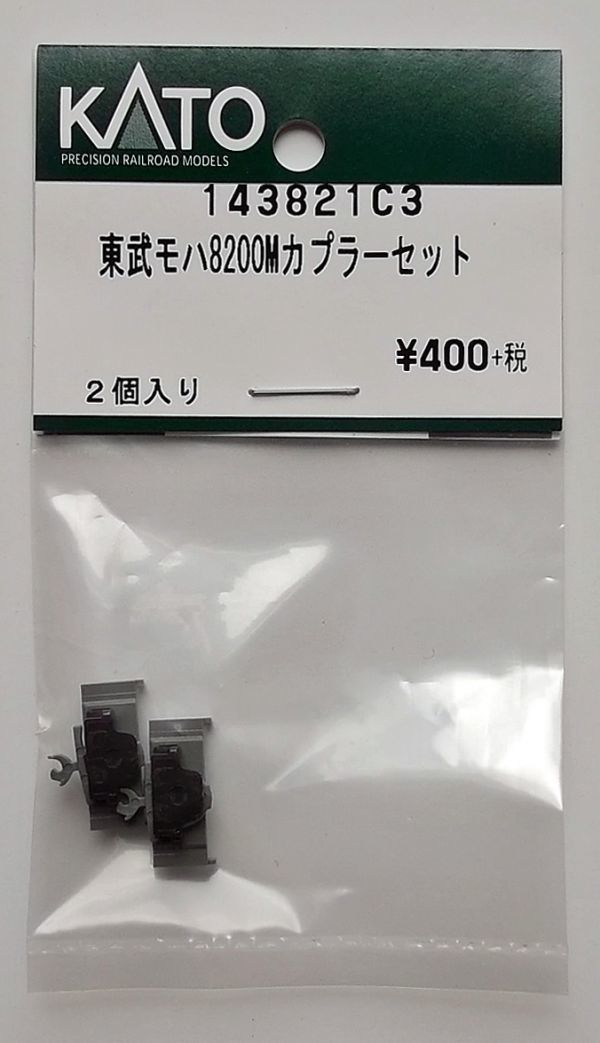 KATO
PRECISION RAILROAD MODELS
143821C3
東武モハ8200Mカプラーセット
¥400+税
2個入り